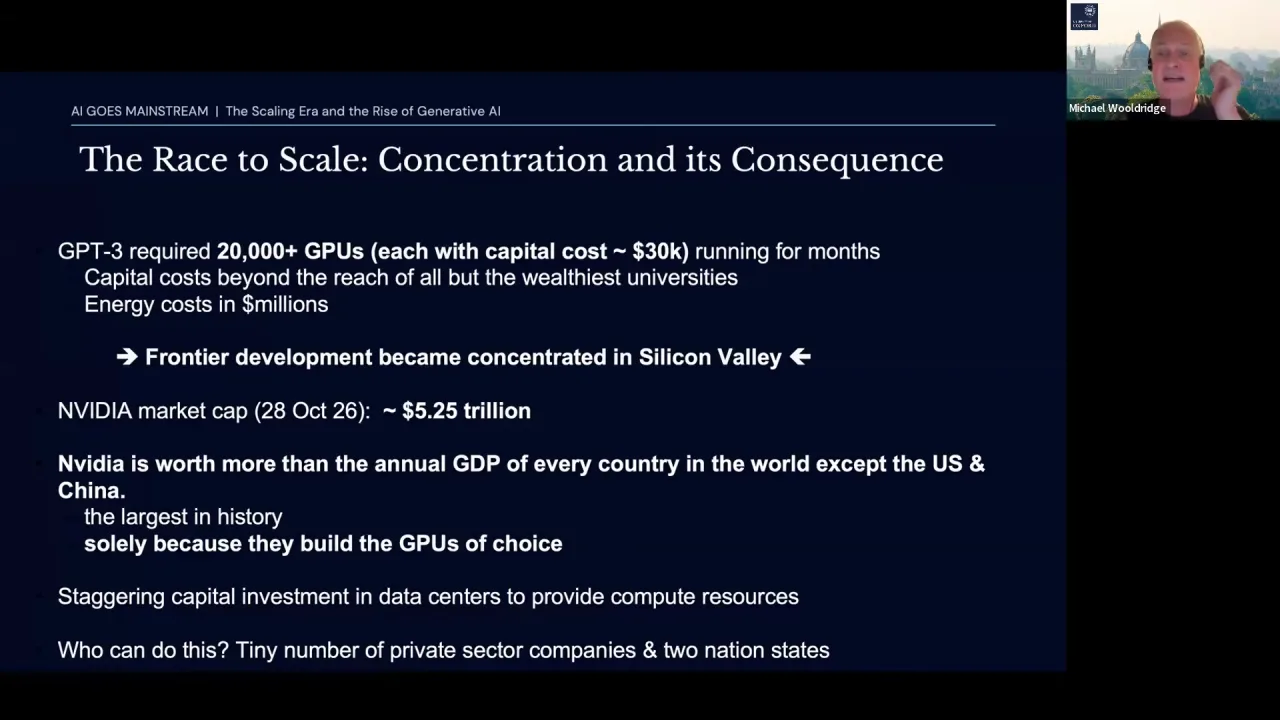 AI GOES MAINSTREAM | The Scaling Era and the Rise of Generative AI
The Race to Scale: Concentration and its Consequence
GPT-3 required 20,000+ GPUs (each with capital cost ~ $30k) running for months
Capital costs beyond the reach of all but the wealthiest universities
Energy costs in $millions
➔ Frontier development became concentrated in Silicon Valley 🡰
NVIDIA market cap (28 Oct 26): ~ $5.25 trillion
Nvidia is worth more than the annual GDP of every country in the world except the US &
China.
the largest in history
solely because they build the GPUs of choice
Staggering capital investment in data centers to provide compute resources
Who can do this? Tiny number of private sector companies & two nation states
OXFORD
Michael Wooldridge